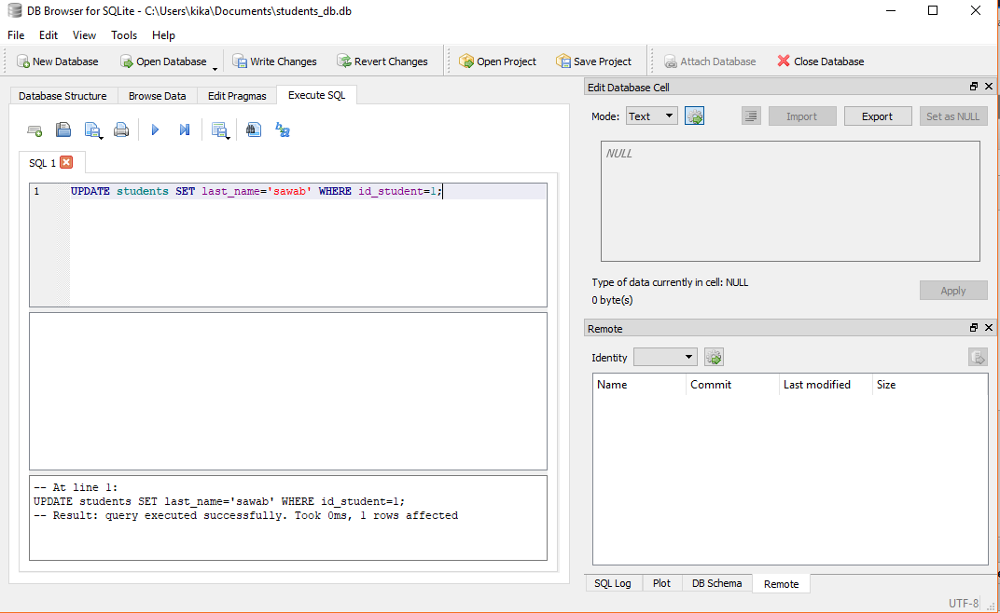 DB Browser for SQLite - C:\Users\kika\Documents\students_db.db
File Edit View Tools Help
New Database Open Database Write Changes Revert Changes Open Project Save Project Attach Database Close Database
Database Structure Browse Data Edit Pragmas Execute SQL
SQL 1
1 UPDATE students SET last_name='sawab' WHERE id_student=1;
-- At line 1:
UPDATE students SET last_name='sawab' WHERE id_student=1;
-- Result: query executed successfully. Took 0ms, 1 rows affected
Edit Database Cell
Mode: Text Import Export Set as NULL
NULL
Type of data currently in cell: NULL
0 byte(s)
Apply
Remote
Identity
Name Commit Last modified Size
SQL Log Plot DB Schema Remote
UTF-8